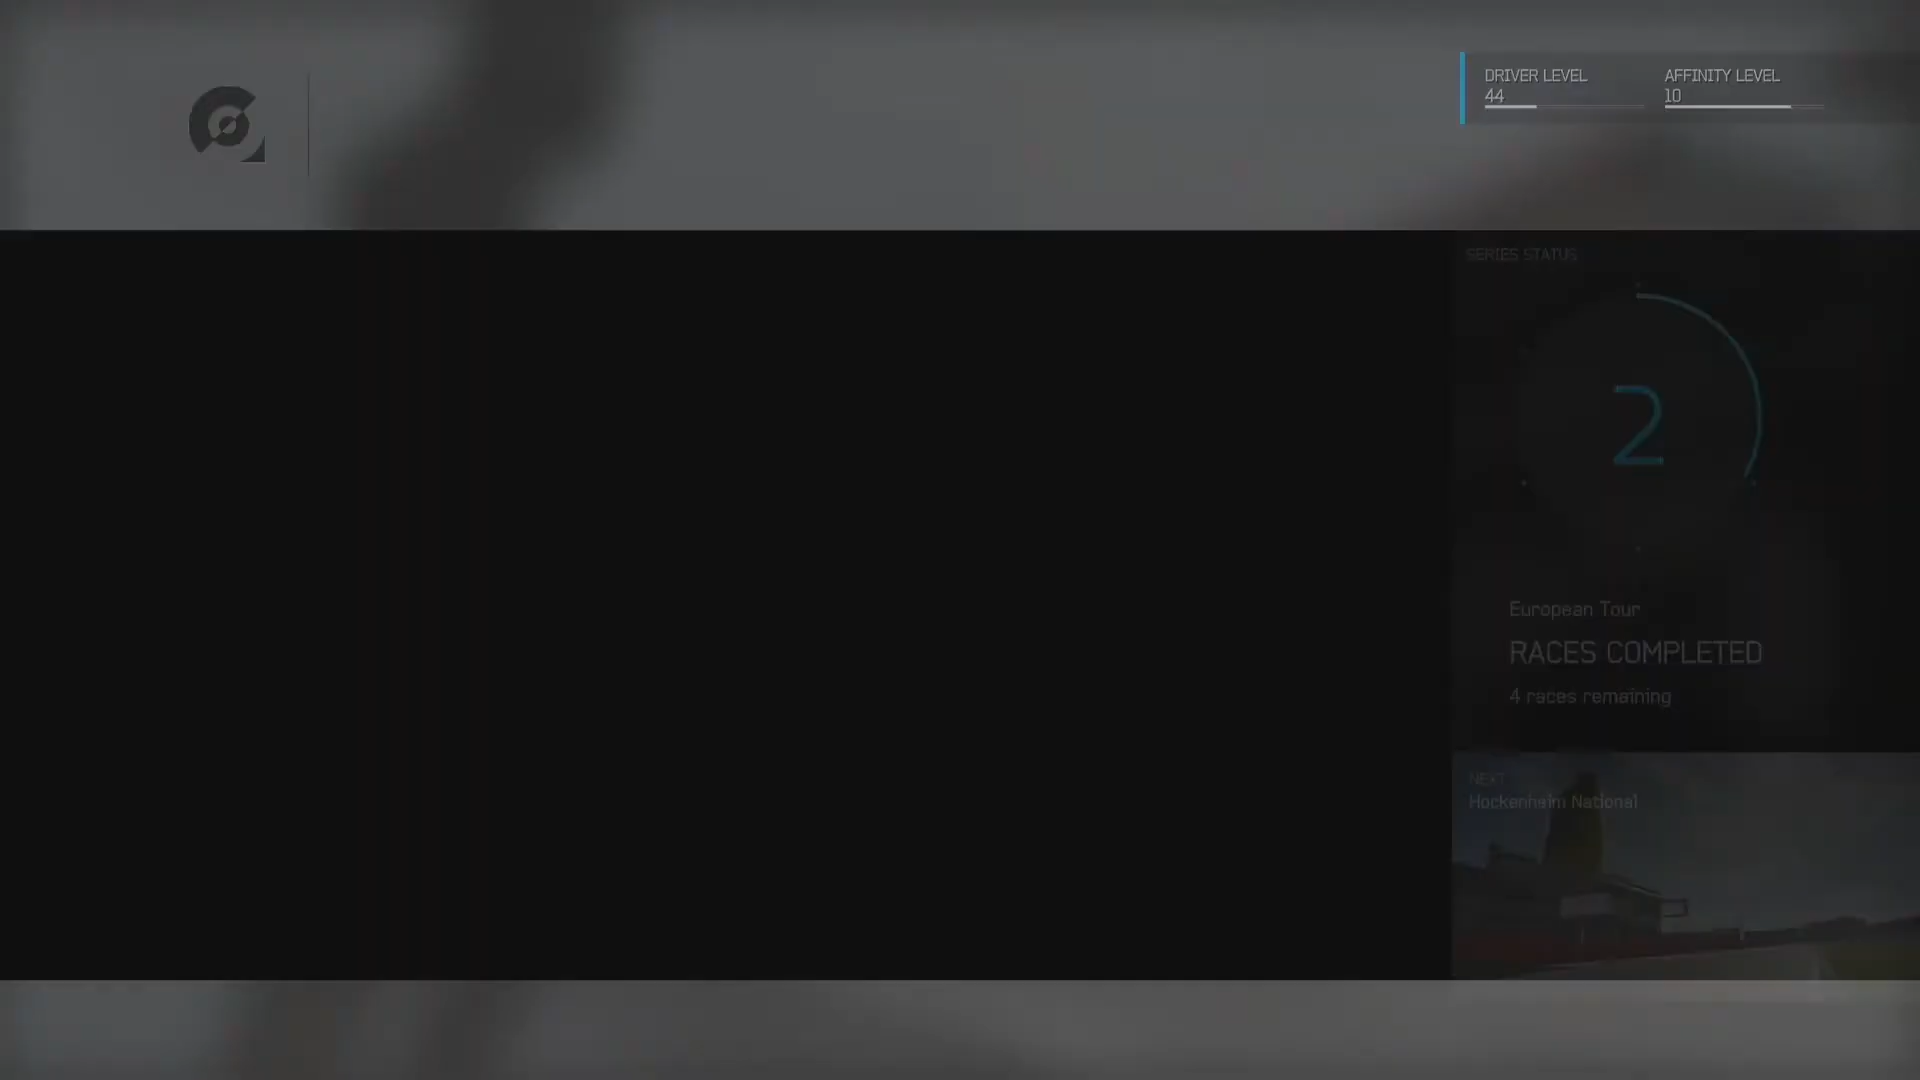 DRIVER LEVEL
44
AFFINITY LEVEL
10
SERIES STATUS
2
European Tour
RACES COMPLETED
4 races remaining
NEXT
Hockenheim National